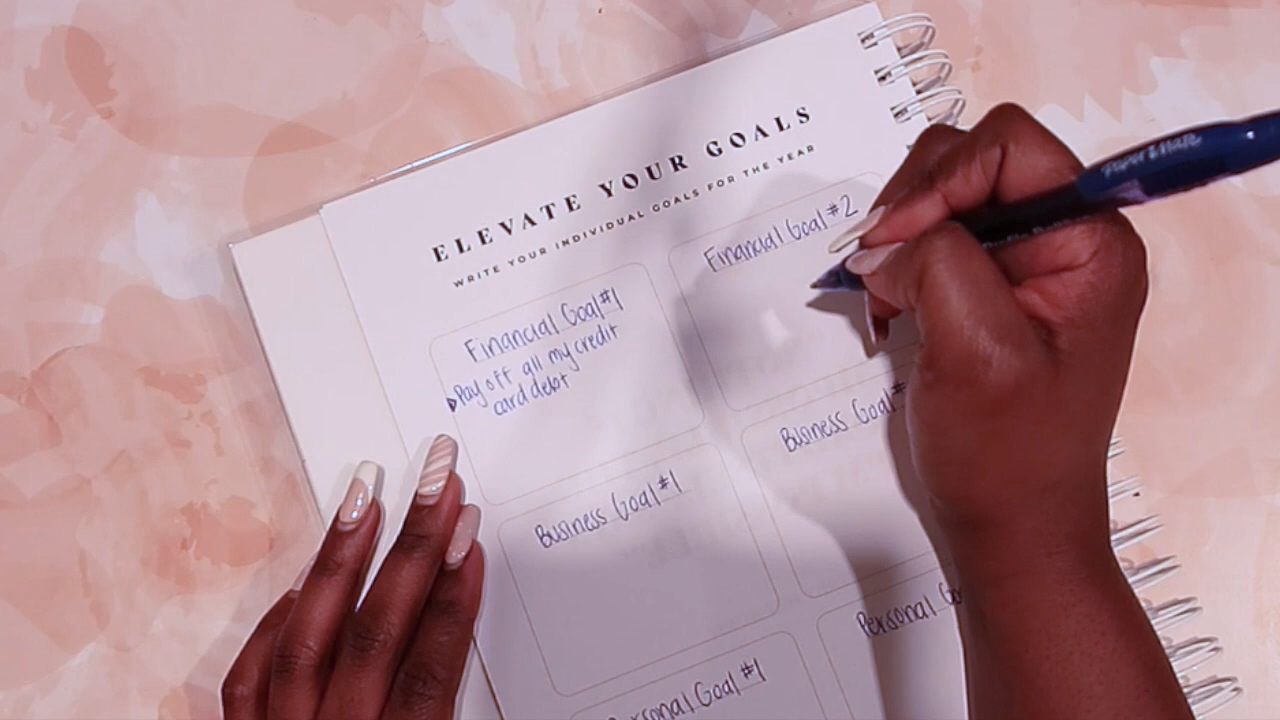 ELEVATE YOUR GOALS
WRITE YOUR INDIVIDUAL GOALS FOR THE YEAR
Financial Goal #1
Pay off all my credit
card debt
Financial Goal #2
Business Goal #1
Business Goal #
Personal Goal #1
Personal Go
Paper Mate